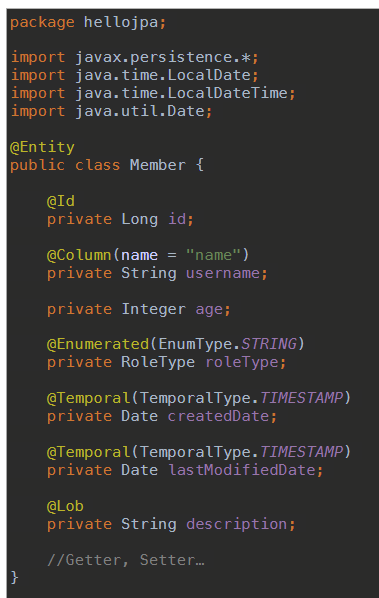 package hellojpa;
import javax.persistence.*;
import java.time.LocalDate;
import java.time.LocalDateTime;
import java.util.Date;
@Entity
public class Member {
@Id
private Long id;
@Column(name = "name")
private String username;
private Integer age;
@Enumerated(EnumType.STRING)
private RoleType roleType;
@Temporal(TemporalType.TIMESTAMP)
private Date createdDate;
@Temporal(TemporalType.TIMESTAMP)
private Date lastModifiedDate;
@Lob
private String description;
//Getter, Setter…
}